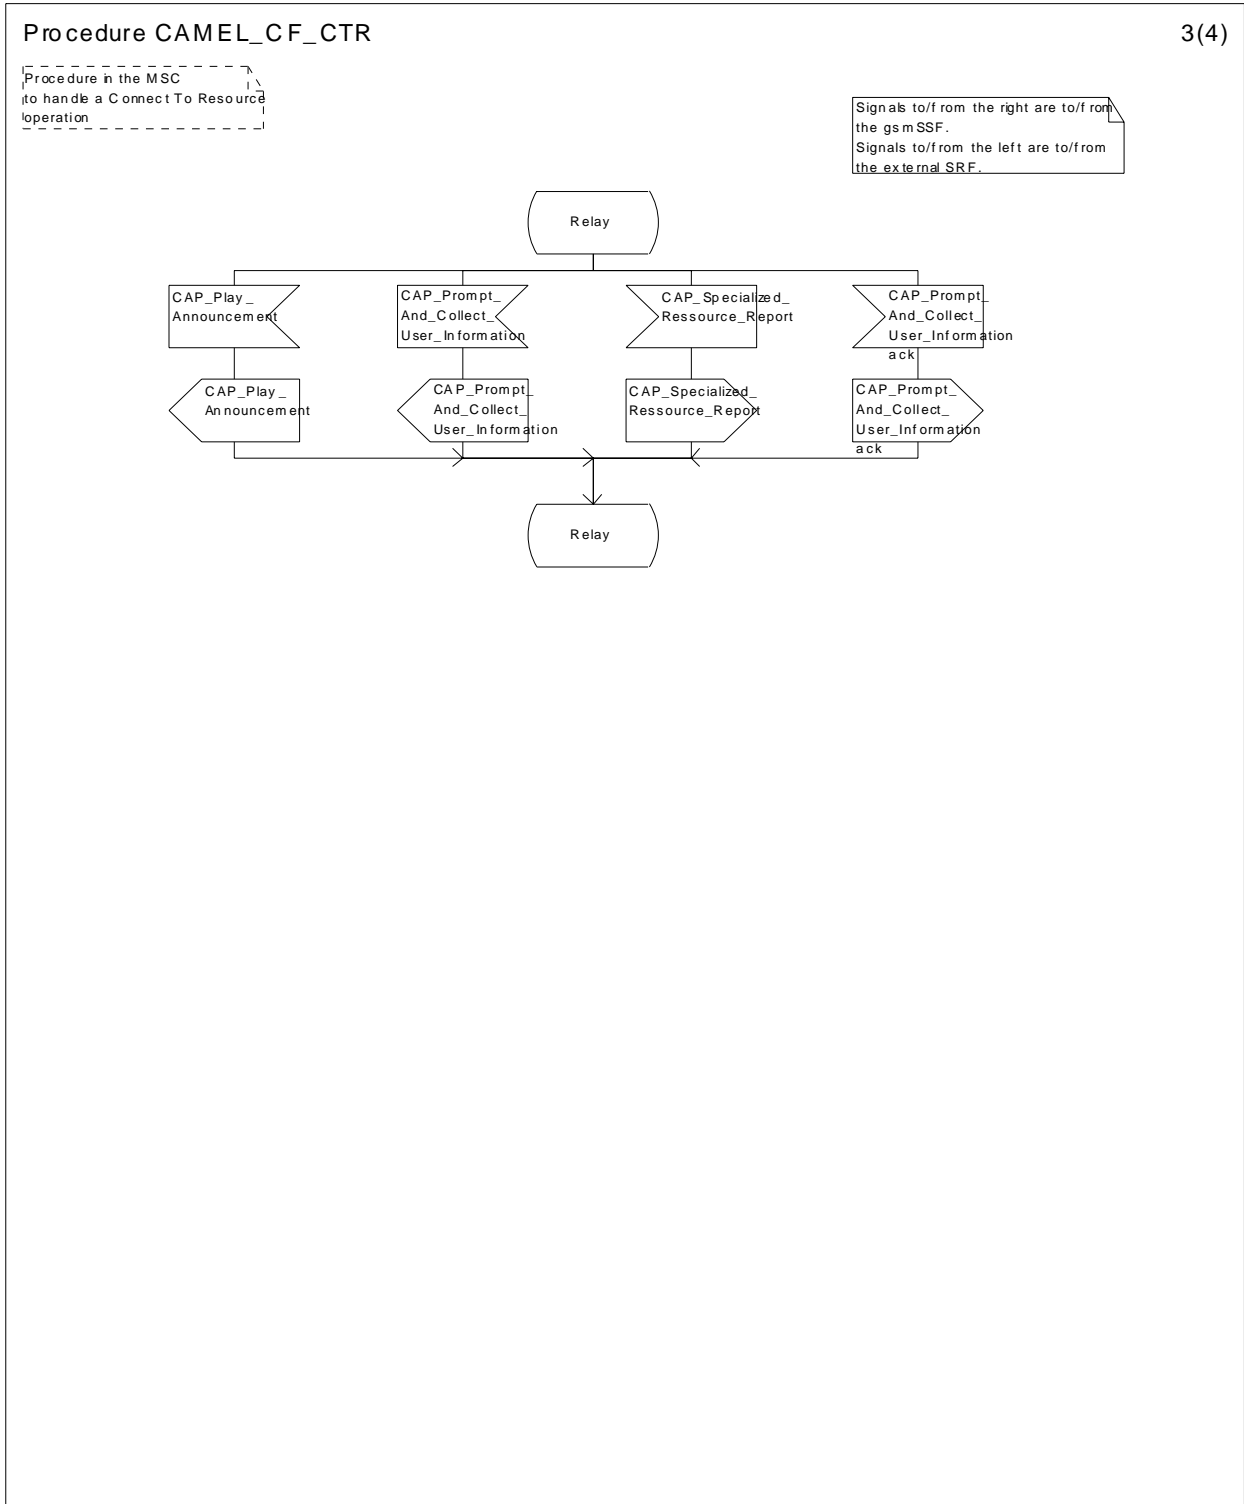 Procedure CAMEL_CF_CTR
3(4)
Procedure in the MSC
to handle a Connect To Resource
operation
Signals to/from the right are to/from
the gsmSSF.
Signals to/from the left are to/from
the external SRF.
Relay
CAP_Play_
Announcement
CAP_Prompt_
And_Collect_
User_Information
CAP_Specialized_
Ressource_Report
CAP_Prompt_
And_Collect_
User_Information
ack
CAP_Play_
Announcement
CAP_Prompt_
And_Collect_
User_Information
CAP_Specialized_
Ressource_Report
CAP_Prompt_
And_Collect_
User_Information
ack
Relay